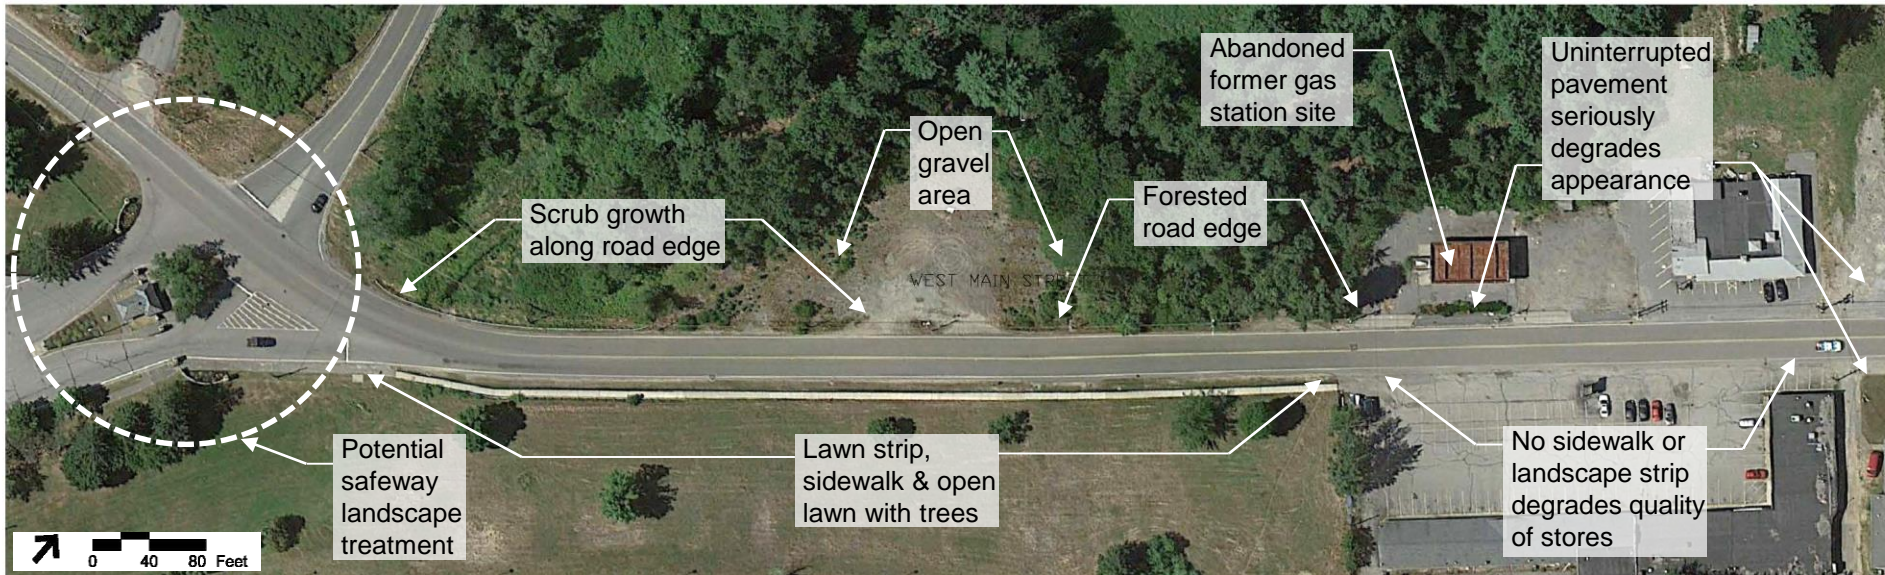 Abandoned
former gas
station site
Uninterrupted
pavement
seriously
degrades
appearance
Open
gravel
area
Forested
road edge
Scrub growth
along road edge
WEST MAIN STREET
Potential
safeway
landscape
treatment
Lawn strip,
sidewalk & open
lawn with trees
No sidewalk or
landscape strip
degrades quality
of stores
0 40 80 Feet